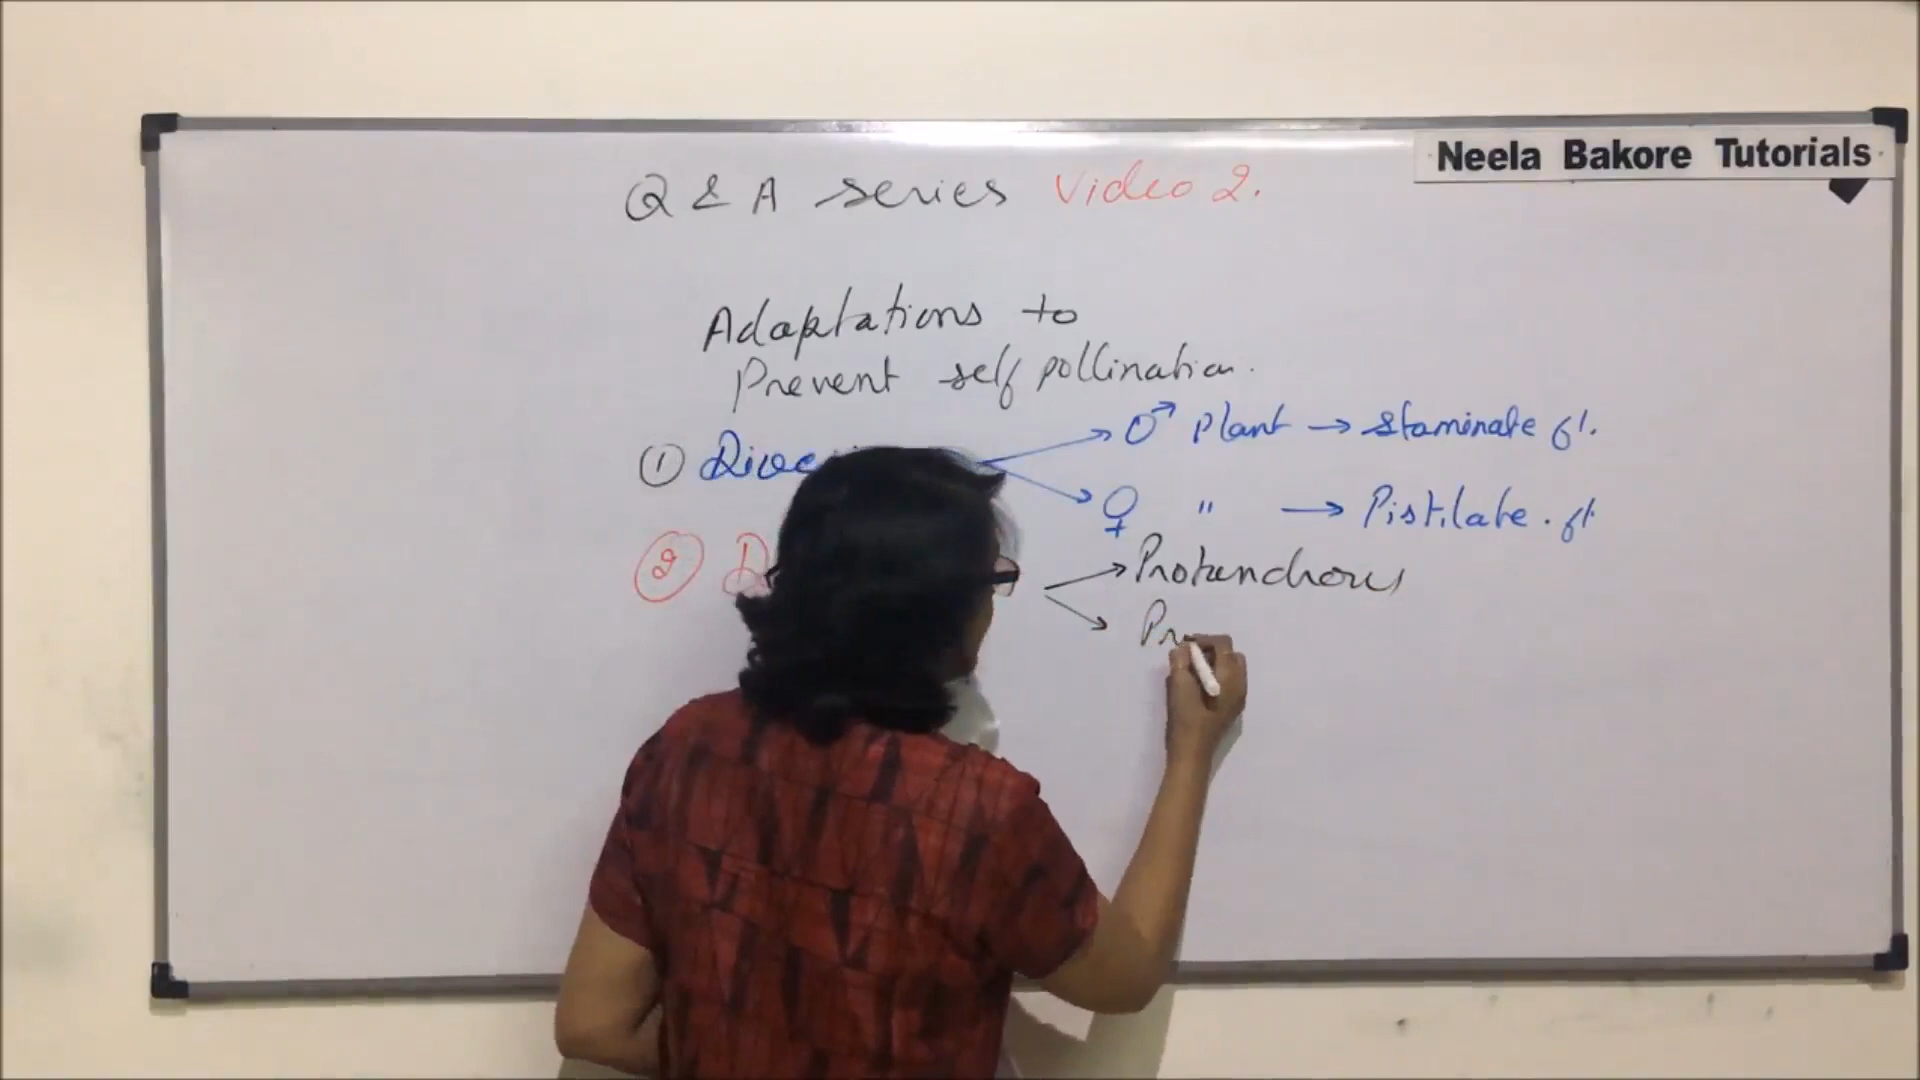 Neela Bakore Tutorials
Q & A series Video 2.
Adaptations to
Prevent self pollination.
① ♂ Plant → Staminate fl.
♀ " → Pistilate. fl
② → Protandrous
→ Pr